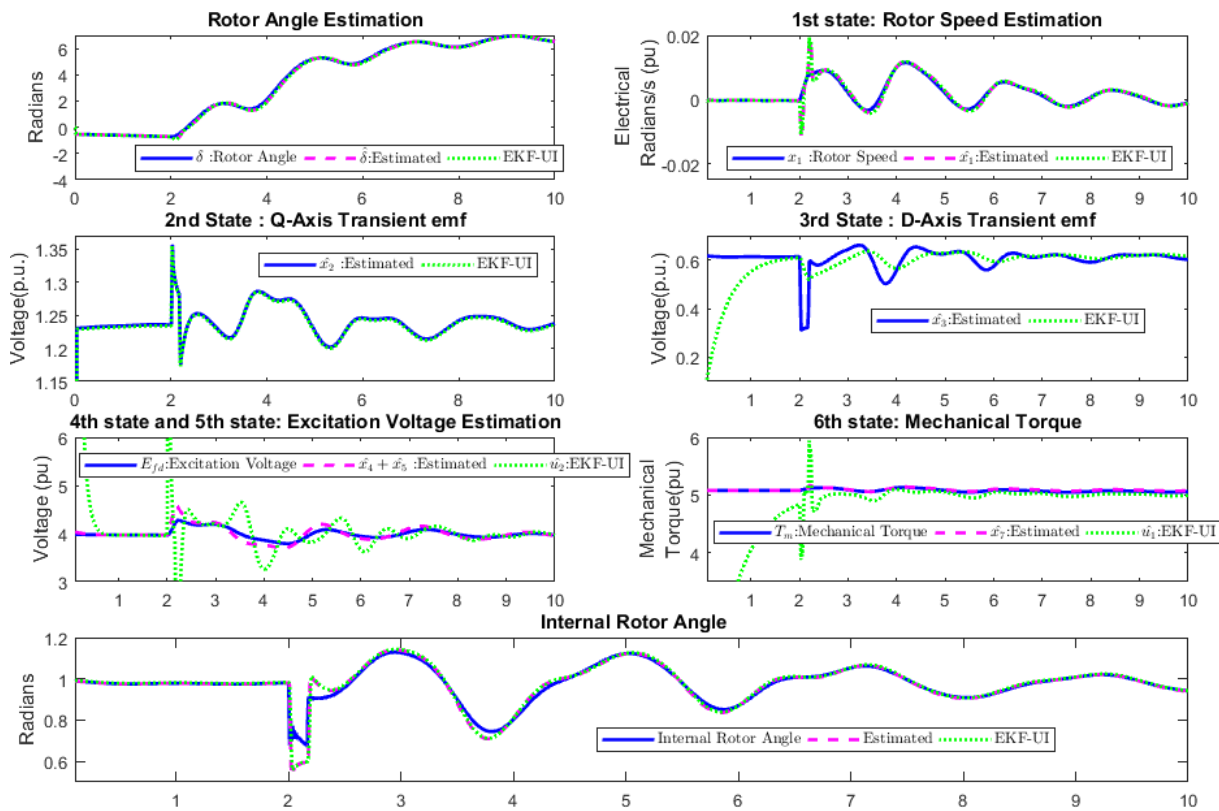 Rotor Angle Estimation
Radians
6
4
2
0
-2
-4
δ :Rotor Angle δ̂:Estimated EKF-UI
0 2 4 6 8 10
1st state: Rotor Speed Estimation
Electrical
Radians/s (pu)
0.02
0
-0.02
x₁ :Rotor Speed x̂₁:Estimated EKF-UI
0 1 2 3 4 5 6 7 8 9 10
2nd State : Q-Axis Transient emf
Voltage(p.u.)
1.35
1.3
1.25
1.2
1.15
x̂₂ :Estimated EKF-UI
0 2 4 6 8 10
3rd State : D-Axis Transient emf
Voltage(p.u.)
0.6
0.4
0.2
x̂₃:Estimated EKF-UI
1 2 3 4 5 6 7 8 9 10
4th state and 5th state: Excitation Voltage Estimation
Voltage (pu)
6
5
4
3
E_fd:Excitation Voltage x̂₄ + x̂₅ :Estimated û₂:EKF-UI
1 2 3 4 5 6 7 8 9 10
6th state: Mechanical Torque
Mechanical
Torque(pu)
6
5
4
T_m:Mechanical Torque x̂₇:Estimated û₁:EKF-UI
1 2 3 4 5 6 7 8 9 10
Internal Rotor Angle
Radians
1.2
1
0.8
0.6
Internal Rotor Angle Estimated EKF-UI
1 2 3 4 5 6 7 8 9 10